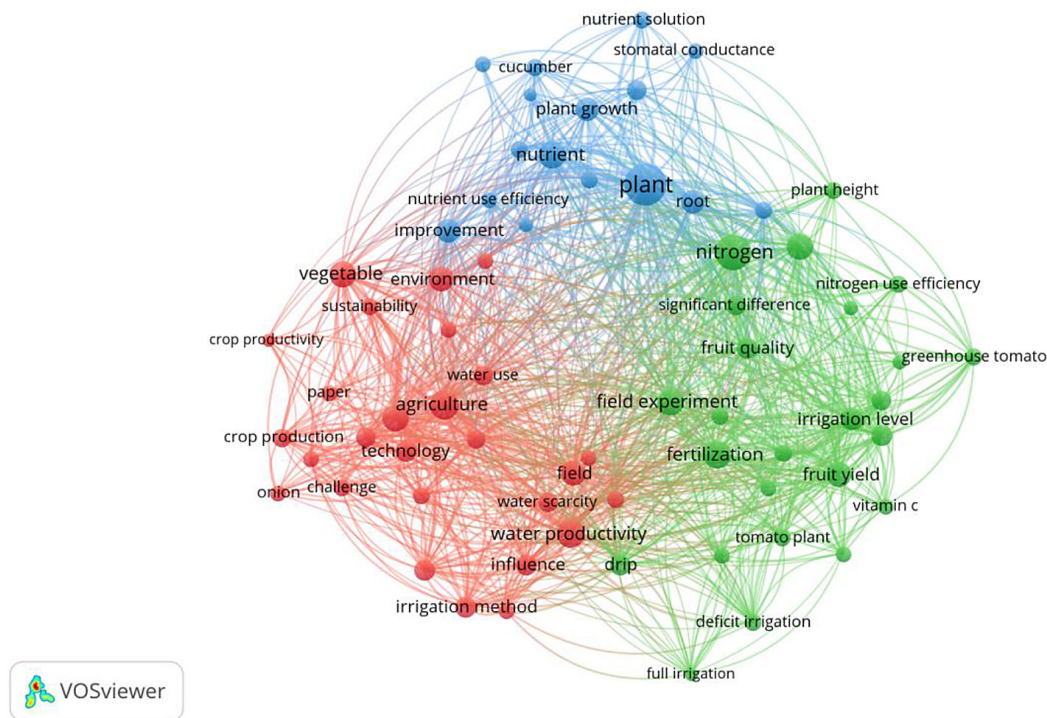 nutrient solution
stomatal conductance
cucumber
plant growth
nutrient
plant
plant height
nutrient use efficiency
root
improvement
nitrogen
vegetable
environment
nitrogen use efficiency
sustainability
significant difference
crop productivity
fruit quality
greenhouse tomato
water use
paper
agriculture
field experiment
irrigation level
crop production
technology
fertilization
field
fruit yield
onion
challenge
water scarcity
vitamin c
water productivity
tomato plant
influence
drip
irrigation method
deficit irrigation
full irrigation
VOSviewer